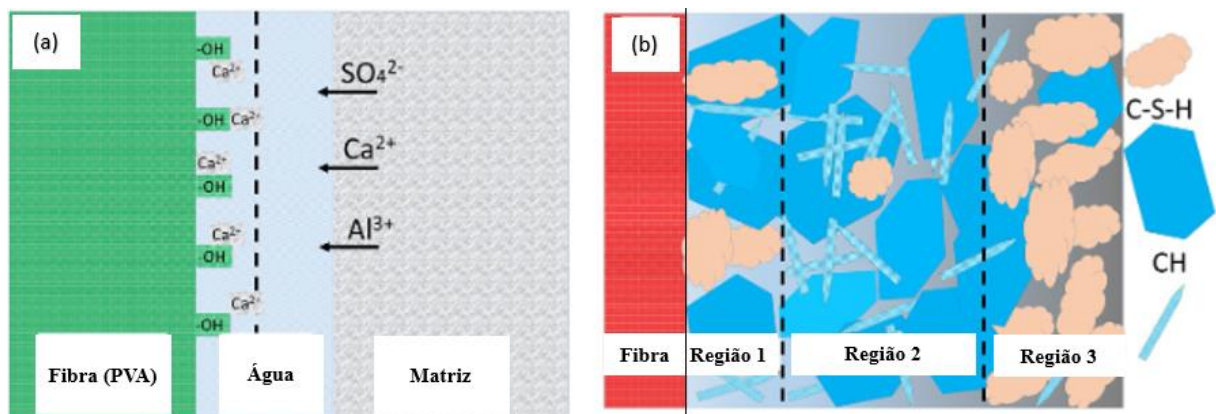 (a)
-OH
Ca²⁺
-OH
Ca²⁺
Ca²⁺
-OH
Ca²⁺
-OH
Ca²⁺
-OH
SO₄²⁻
Ca²⁺
Al³⁺
Fibra (PVA)
Água
Matriz
(b)
C-S-H
CH
Fibra
Região 1
Região 2
Região 3